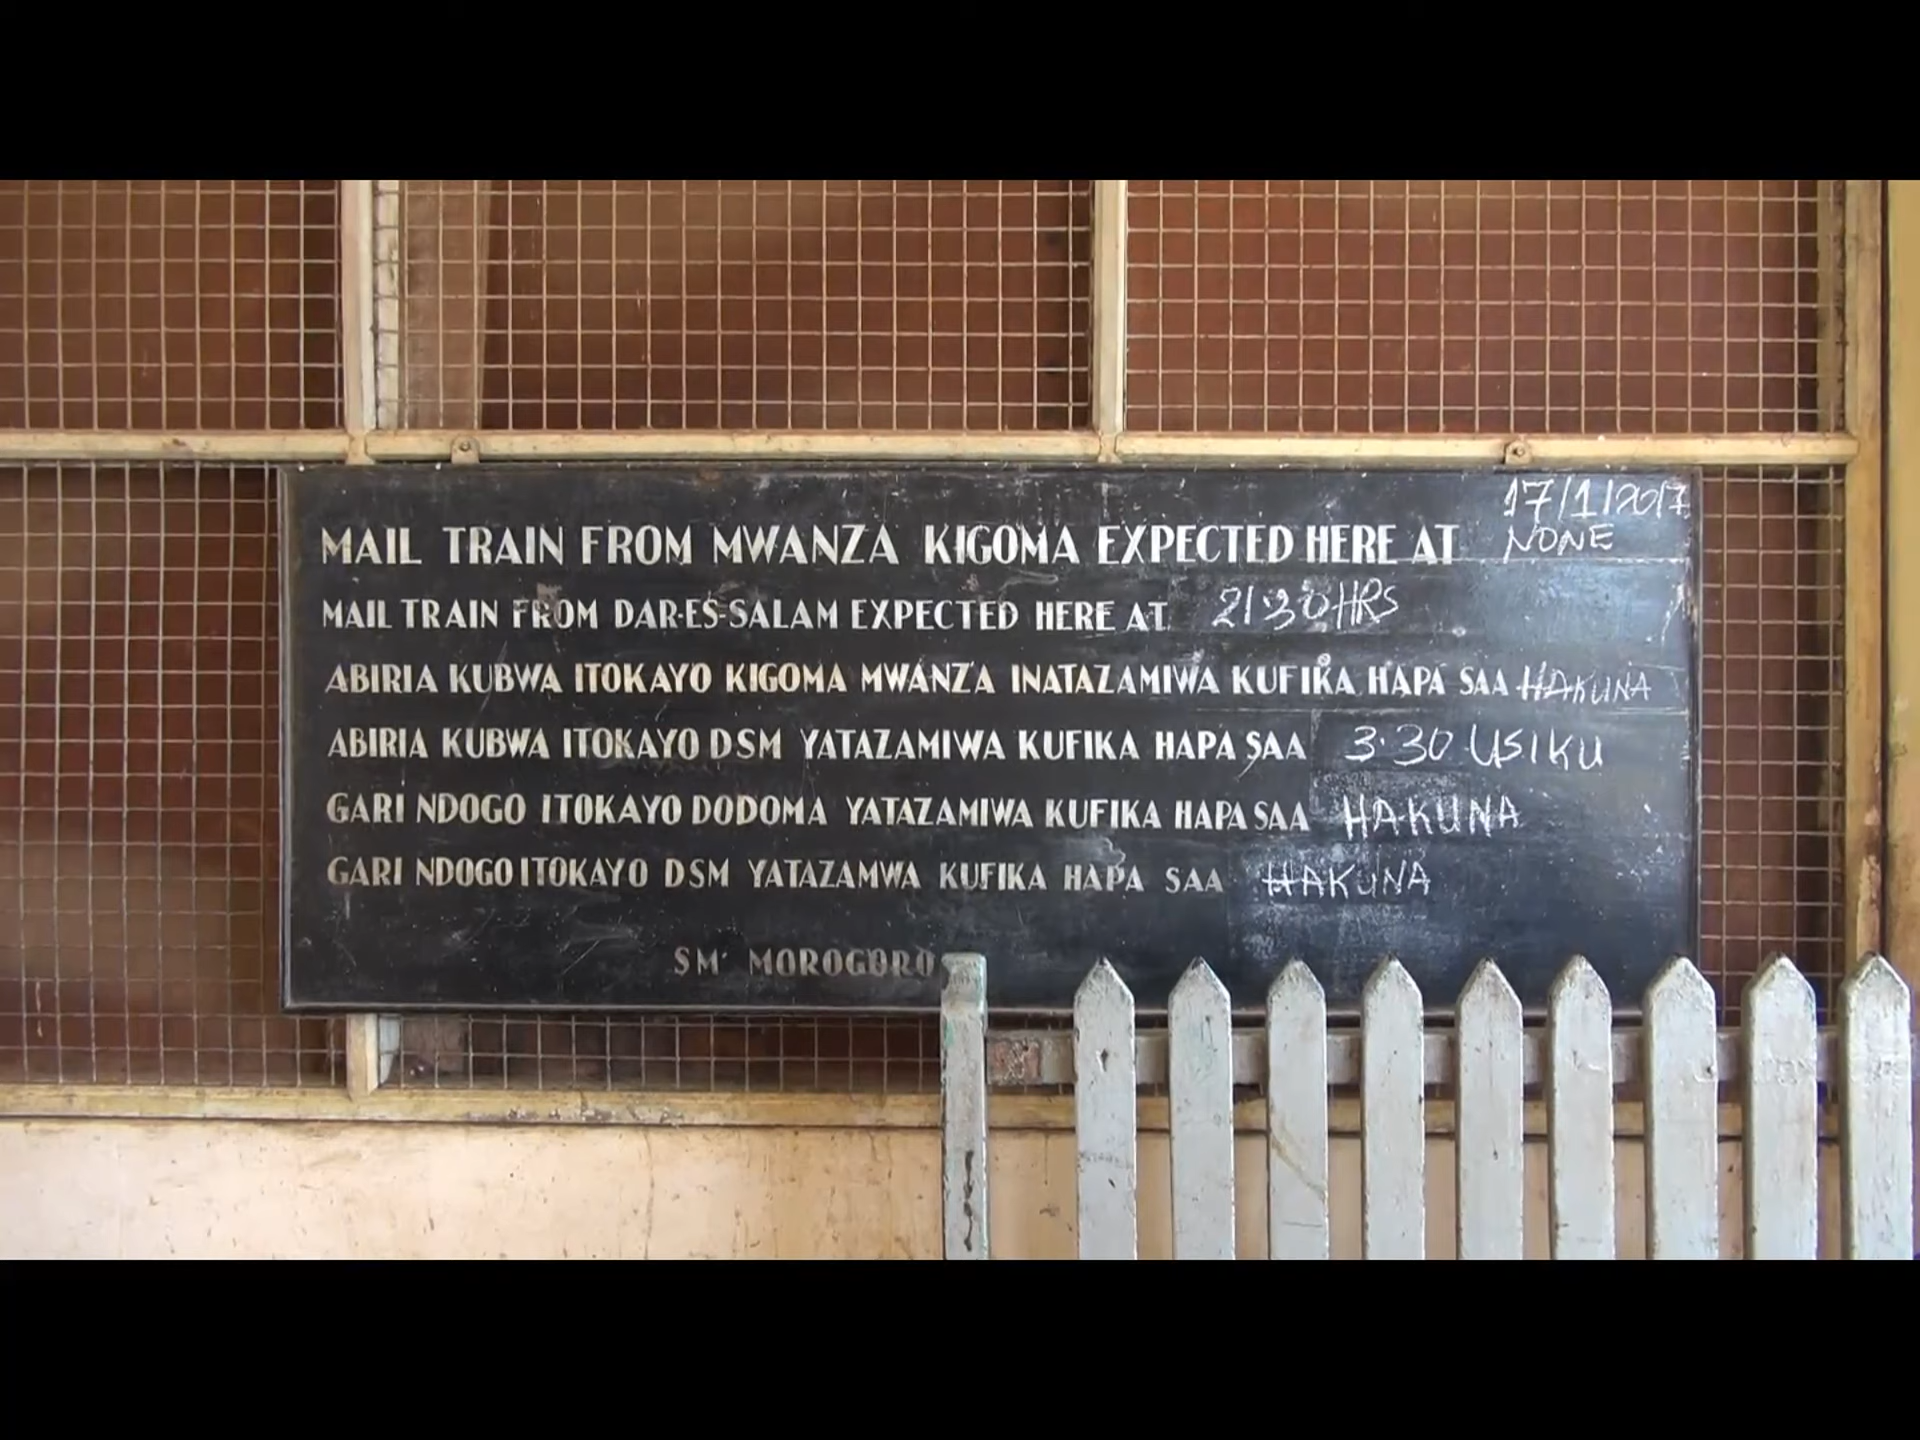 17/1/2017
MAIL TRAIN FROM MWANZA KIGOMA EXPECTED HERE AT NONE
MAIL TRAIN FROM DAR-ES-SALAM EXPECTED HERE AT 21:30HRS
ABIRIA KUBWA ITOKAYO KIGOMA MWANZA INATAZAMIWA KUFIKA HAPA SAA HAKUNA
ABIRIA KUBWA ITOKAYO DSM YATAZAMIWA KUFIKA HAPA SAA 3.30 USIKU
GARI NDOGO ITOKAYO DODOMA YATAZAMIWA KUFIKA HAPA SAA HAKUNA
GARI NDOGO ITOKAYO DSM YATAZAMWA KUFIKA HAPA SAA HAKUNA
SM' MOROGORO